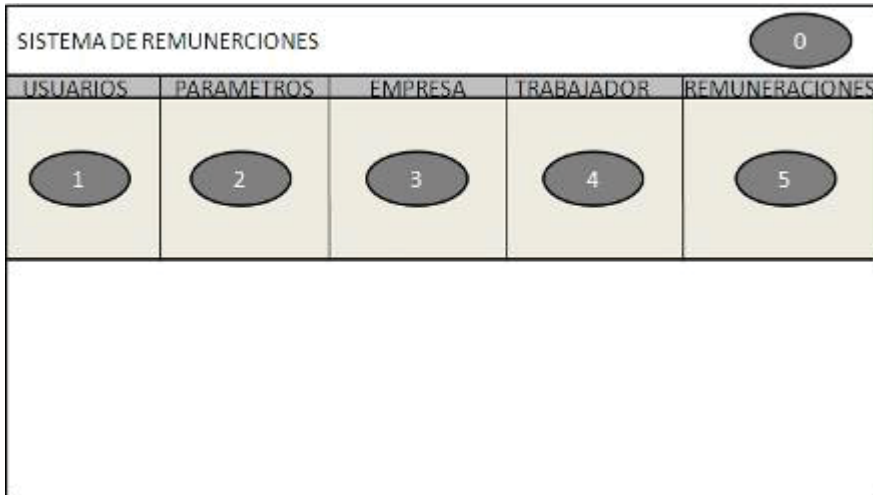 SISTEMA DE REMUNERCIONES 0
USUARIOS PARAMETROS EMPRESA TRABAJADOR REMUNERACIONES
1 2 3 4 5